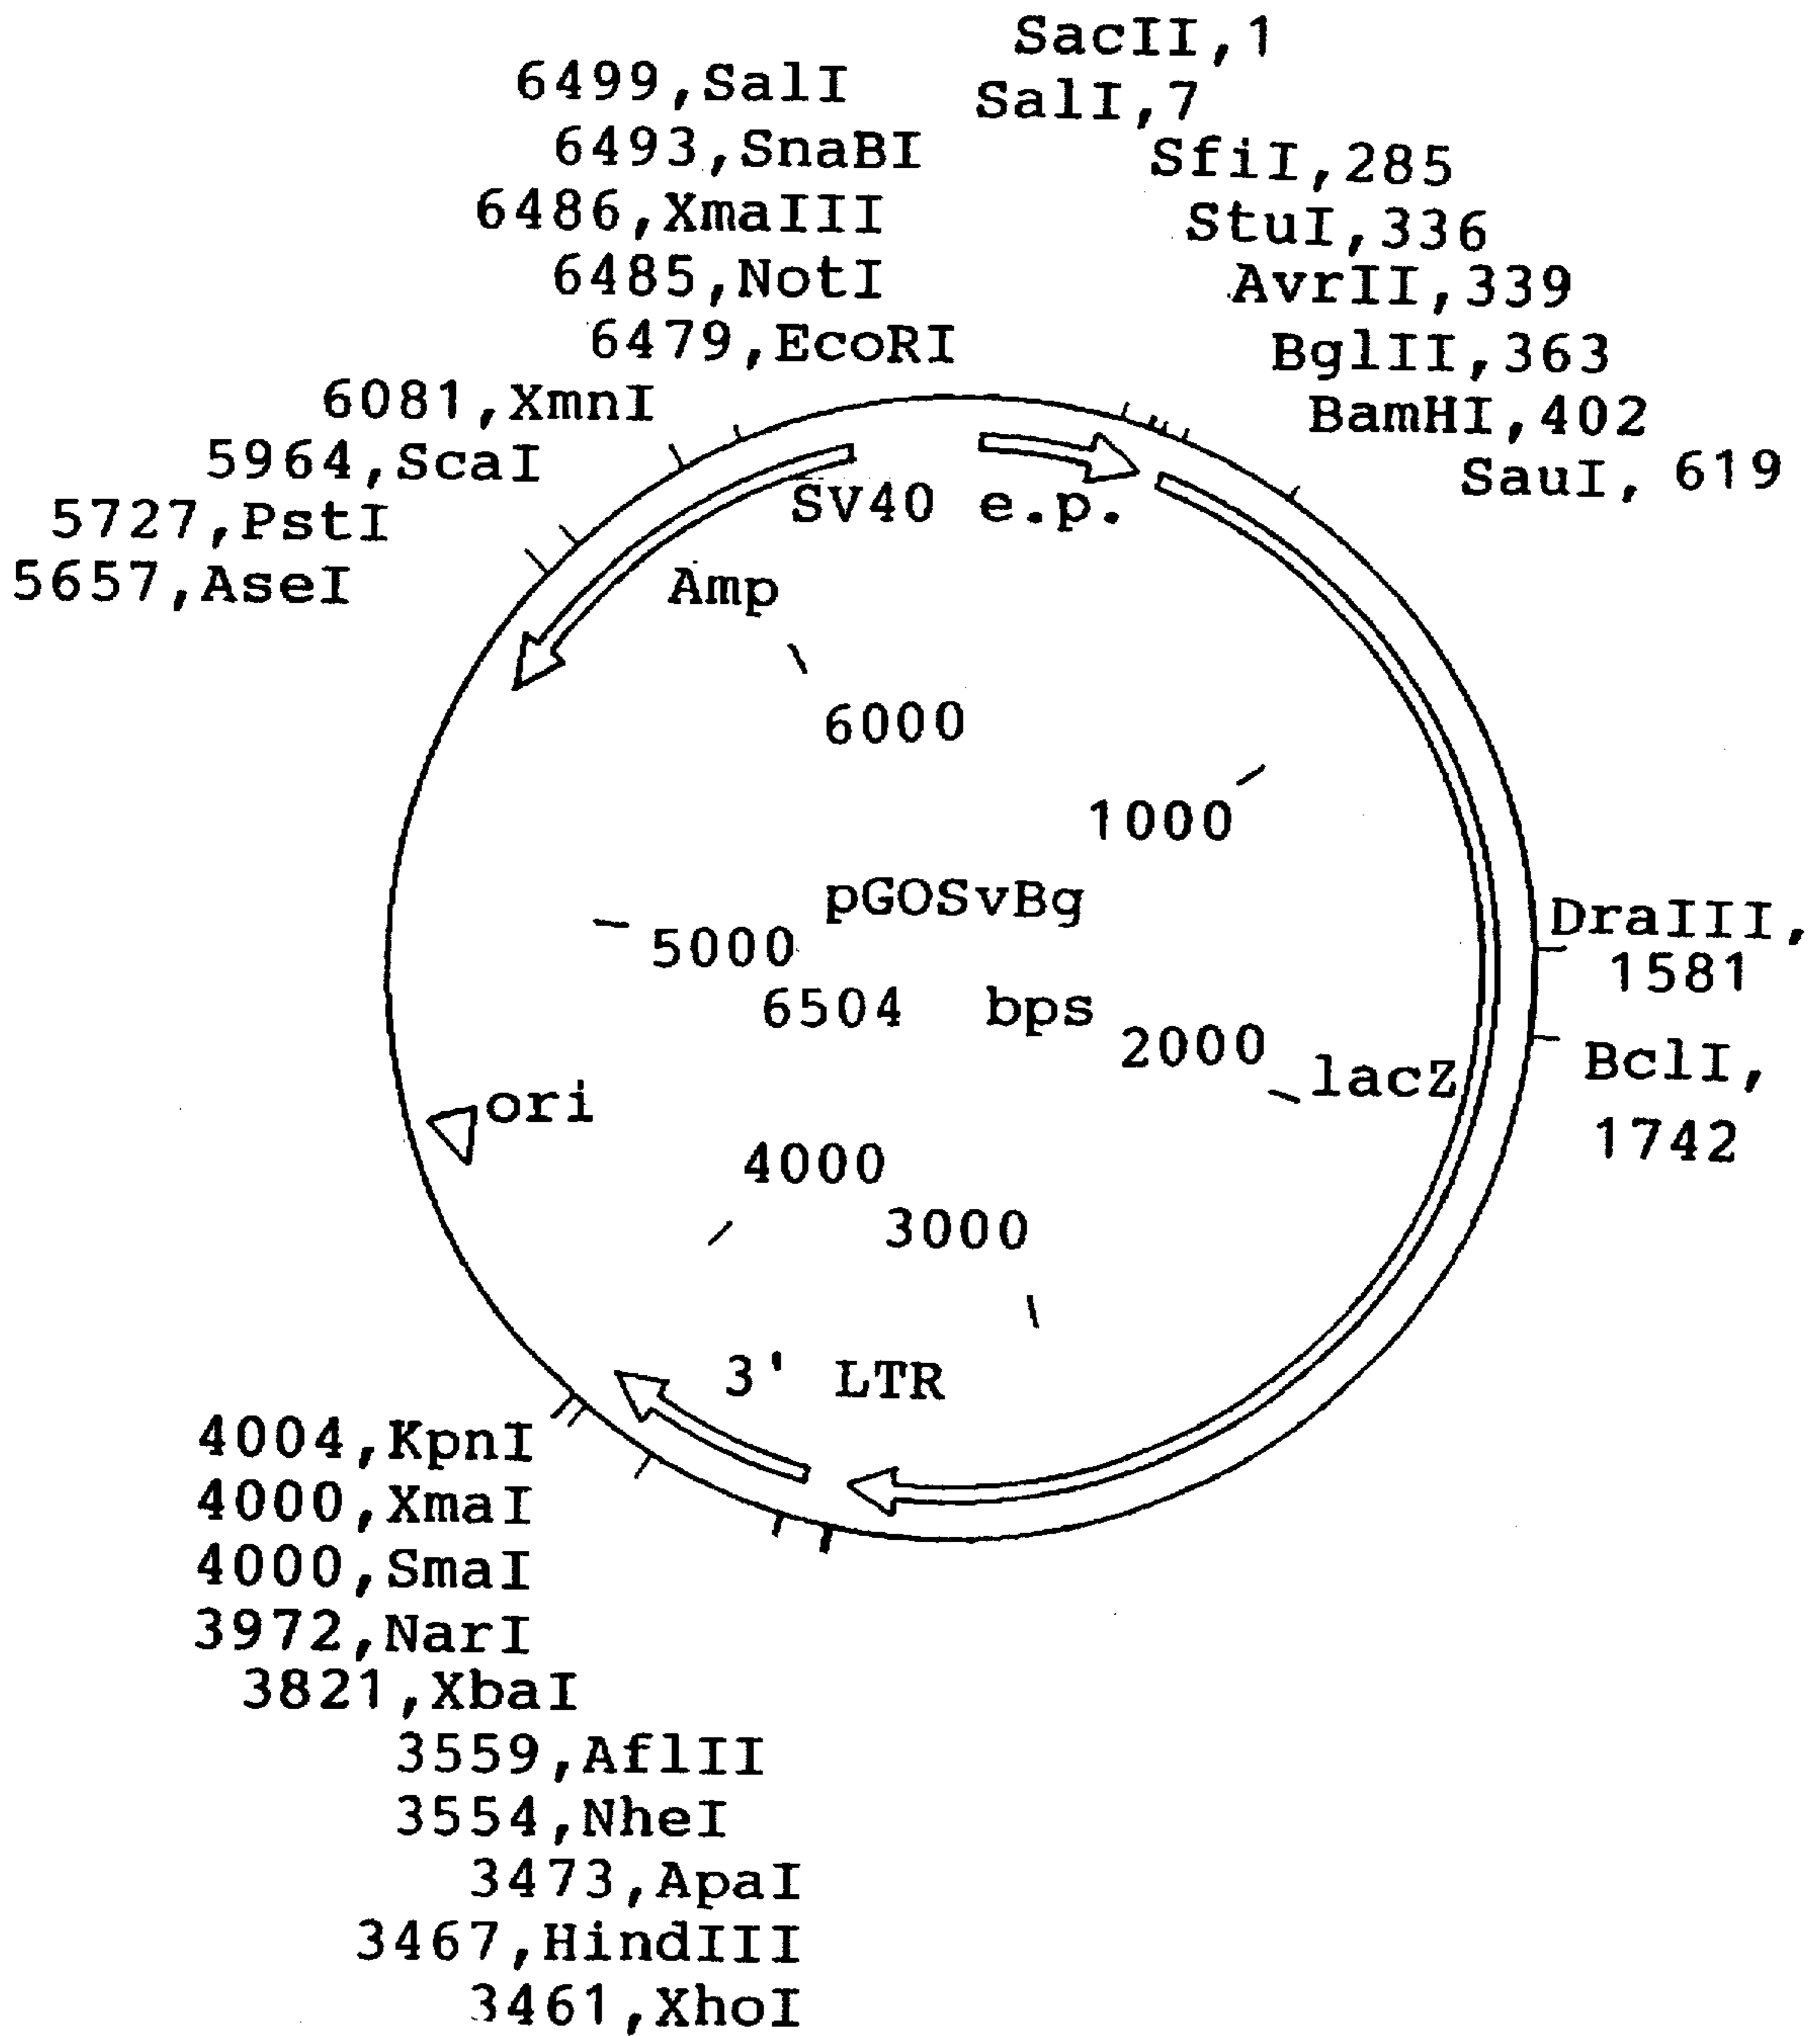 SacII, 1
SalI, 7
SfiI, 285
StuI, 336
AvrII, 339
BglII, 363
BamHI, 402
SauI, 619
6499, SalI
6493, SnaBI
6486, XmaIII
6485, NotI
6479, EcoRI
6081, XmnI
5964, ScaI
5727, PstI
5657, AseI
SV40 e.p.
Amp
6000
1000
pGOSvBg
5000
6504 bps
2000
lacZ
DraIII,
1581
BclI,
1742
ori
4000
3000
3' LTR
4004, KpnI
4000, XmaI
4000, SmaI
3972, NarI
3821, XbaI
3559, AflII
3554, NheI
3473, ApaI
3467, HindIII
3461, XhoI